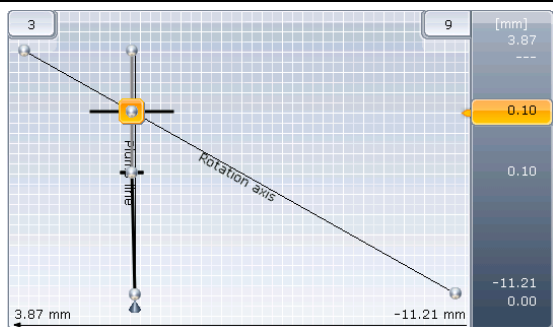 3
9
[mm]
3.87
---
0.10
Plumb line
Rotation axis
0.10
-11.21
0.00
3.87 mm
-11.21 mm